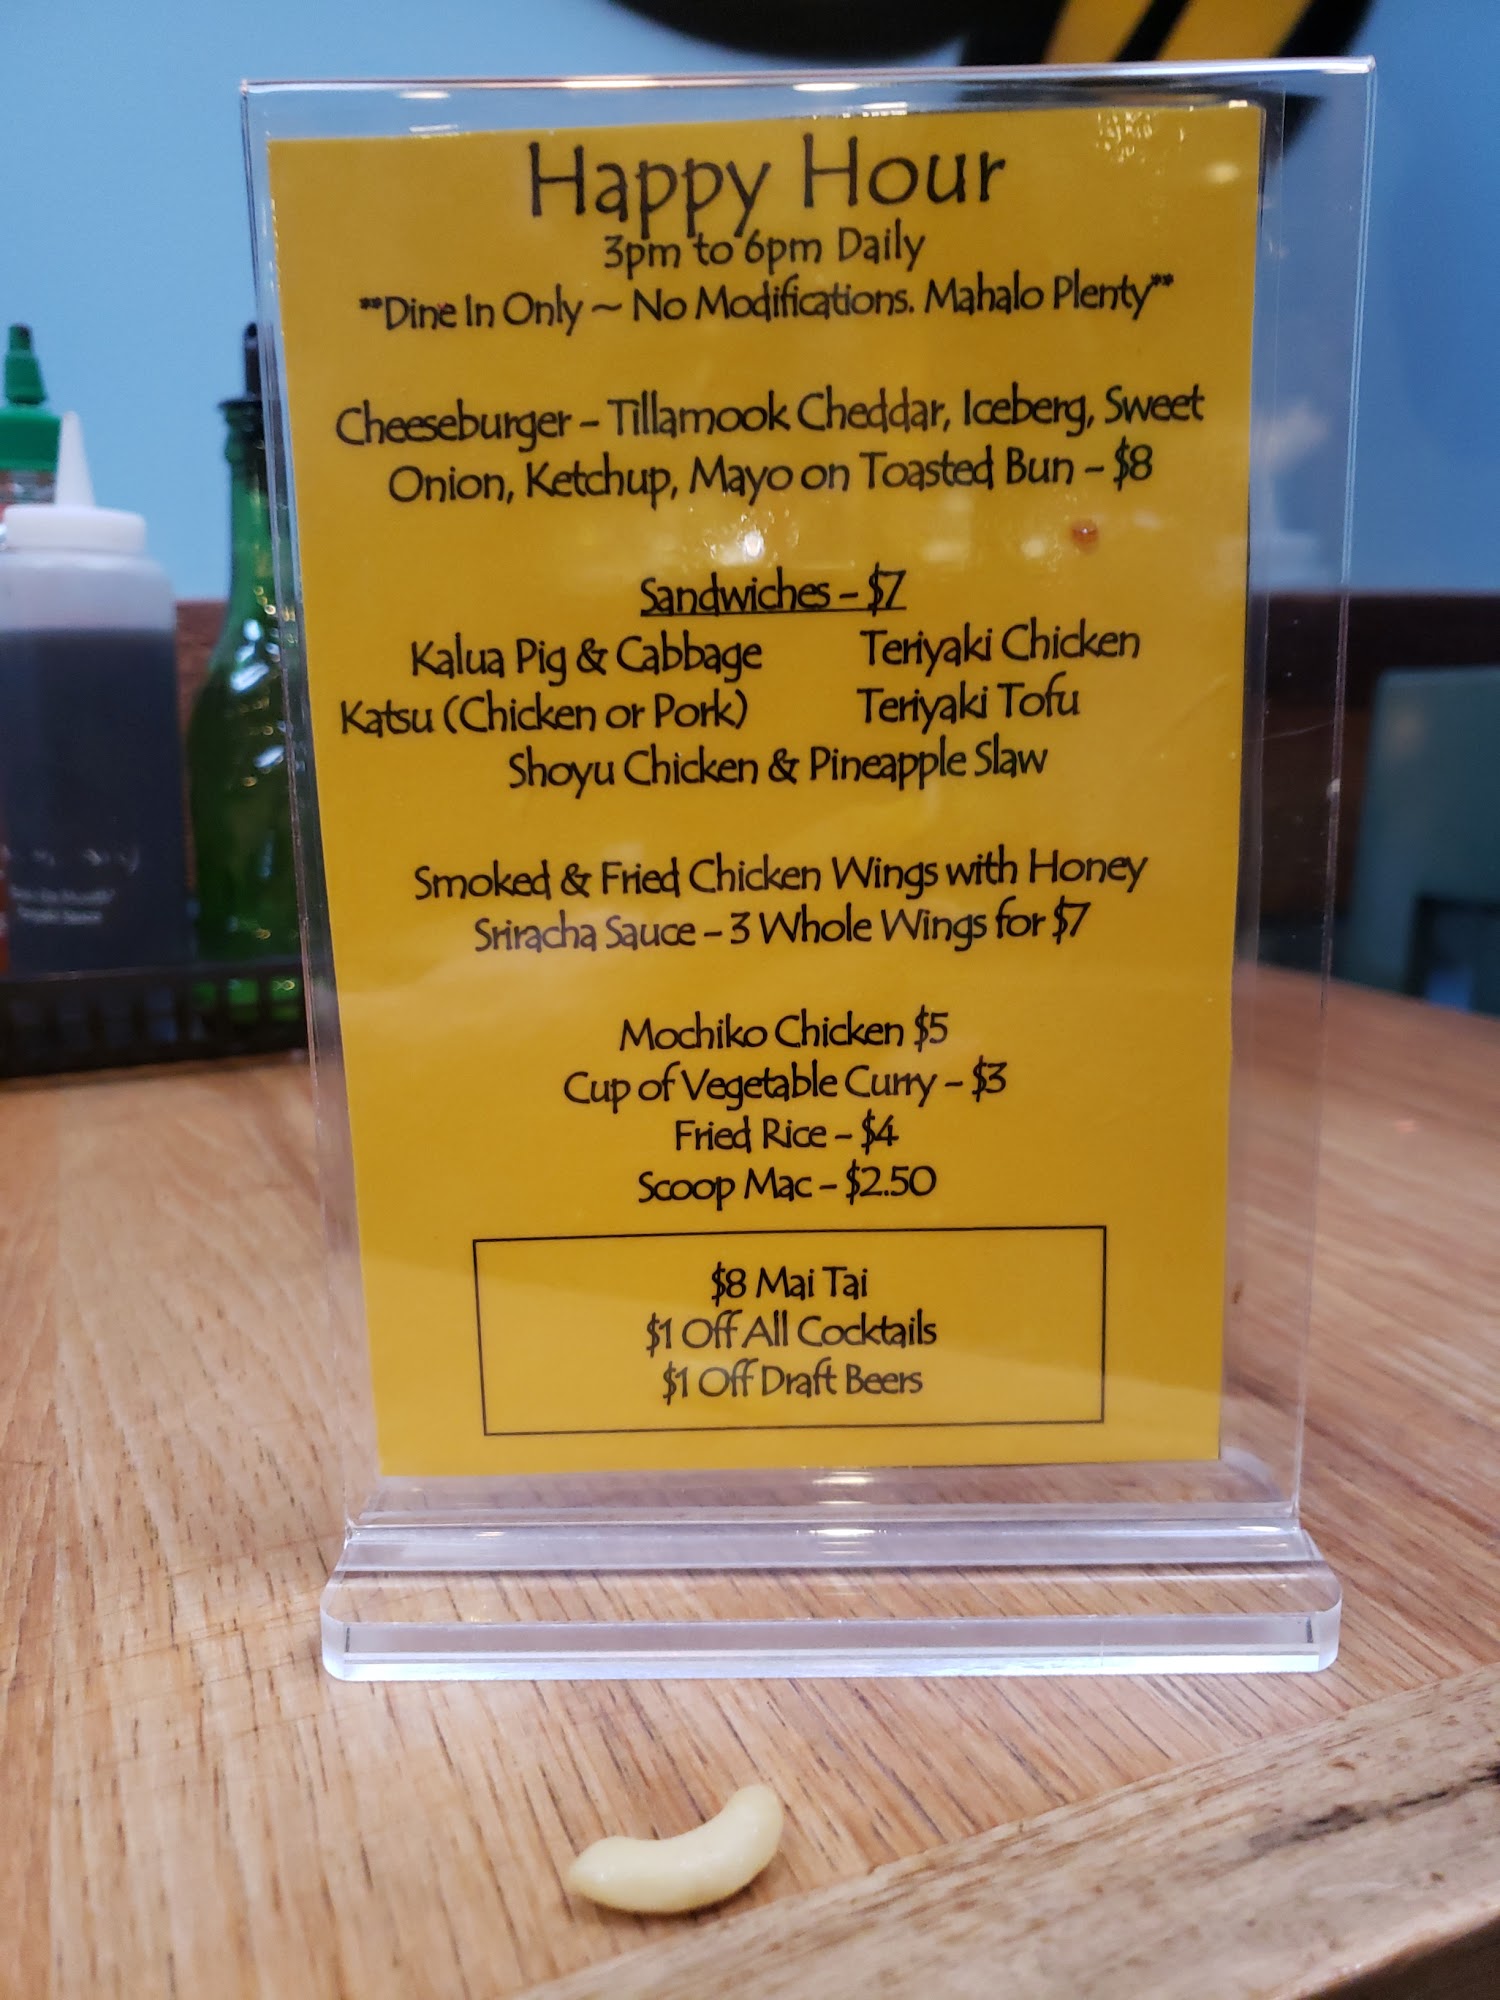 Happy Hour
3pm to 6pm Daily
**Dine In Only ~ No Modifications. Mahalo Plenty**
Cheeseburger – Tillamook Cheddar, Iceberg, Sweet
Onion, Ketchup, Mayo on Toasted Bun – $8
Sandwiches – $7
Kalua Pig & Cabbage Teriyaki Chicken
Katsu (Chicken or Pork) Teriyaki Tofu
Shoyu Chicken & Pineapple Slaw
Smoked & Fried Chicken Wings with Honey
Sriracha Sauce – 3 Whole Wings for $7
Mochiko Chicken $5
Cup of Vegetable Curry – $3
Fried Rice – $4
Scoop Mac – $2.50
$8 Mai Tai
$1 Off All Cocktails
$1 Off Draft Beers